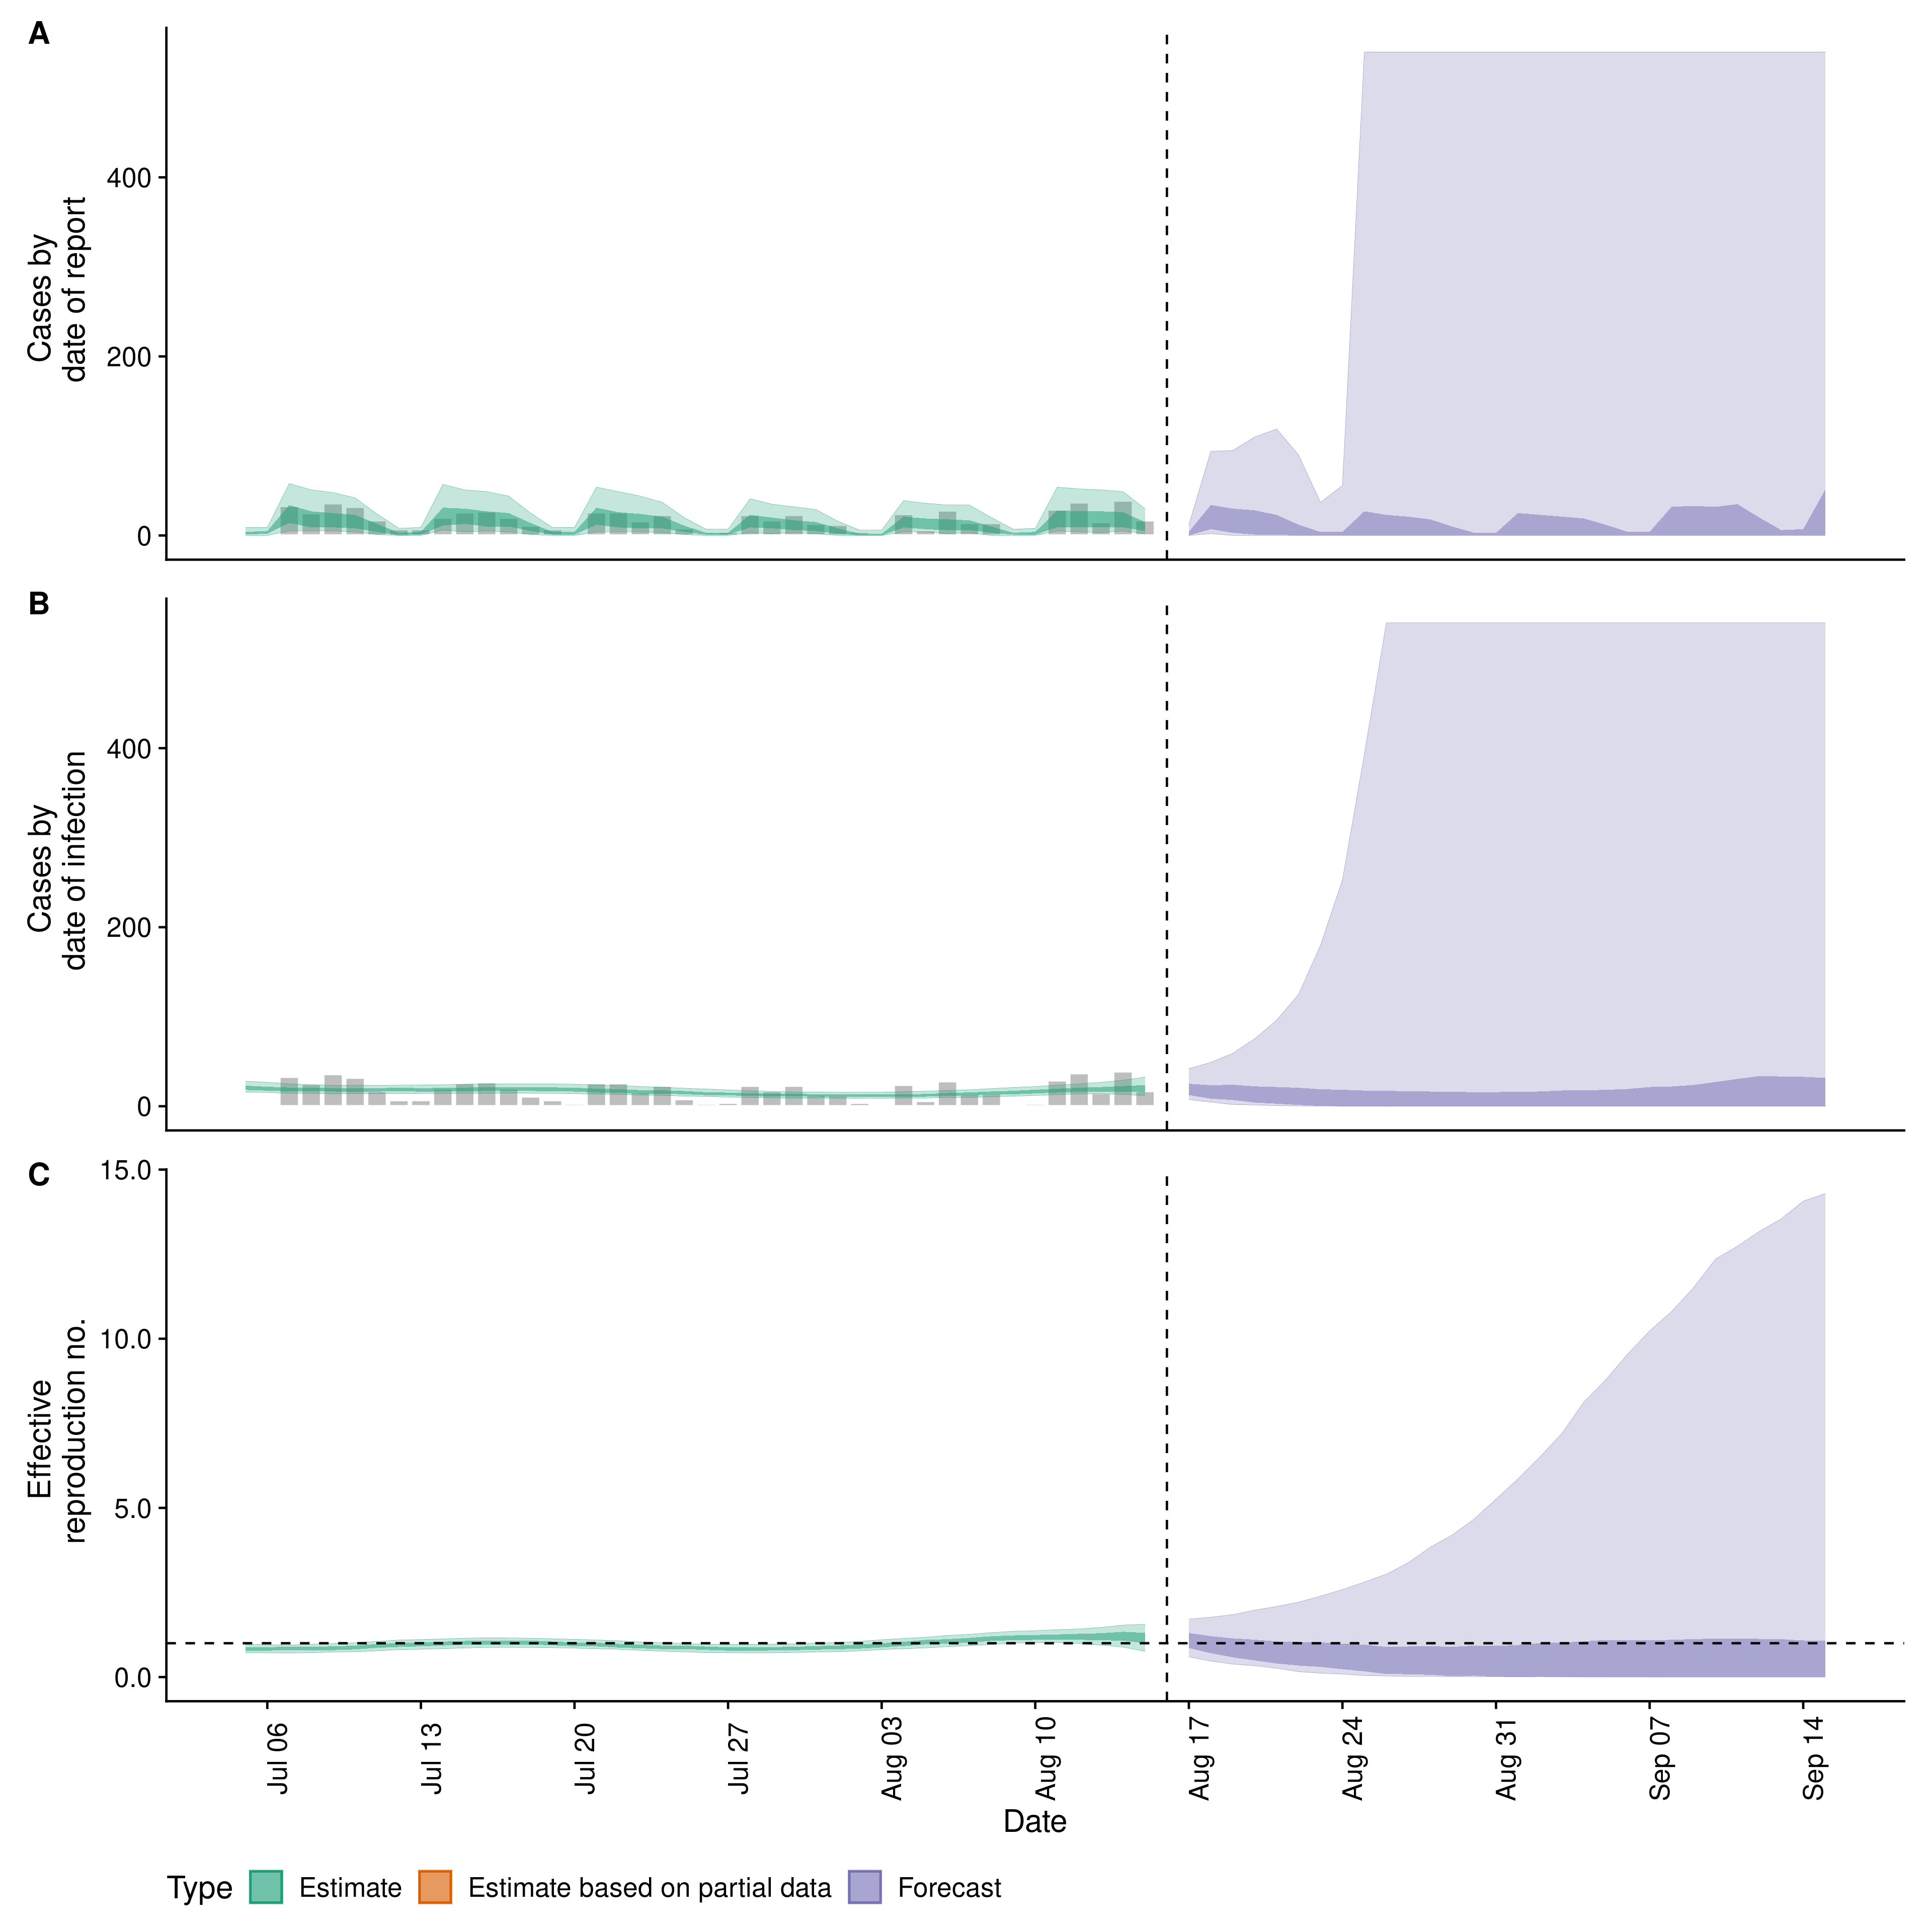 A
Cases by
date of report
400
200
0
B
Cases by
date of infection
400
200
0
C
Effective
reproduction no.
15.0
10.0
5.0
0.0
Jul 06
Jul 13
Jul 20
Jul 27
Aug 03
Aug 10
Aug 17
Aug 24
Aug 31
Sep 07
Sep 14
Date
Type Estimate Estimate based on partial data Forecast